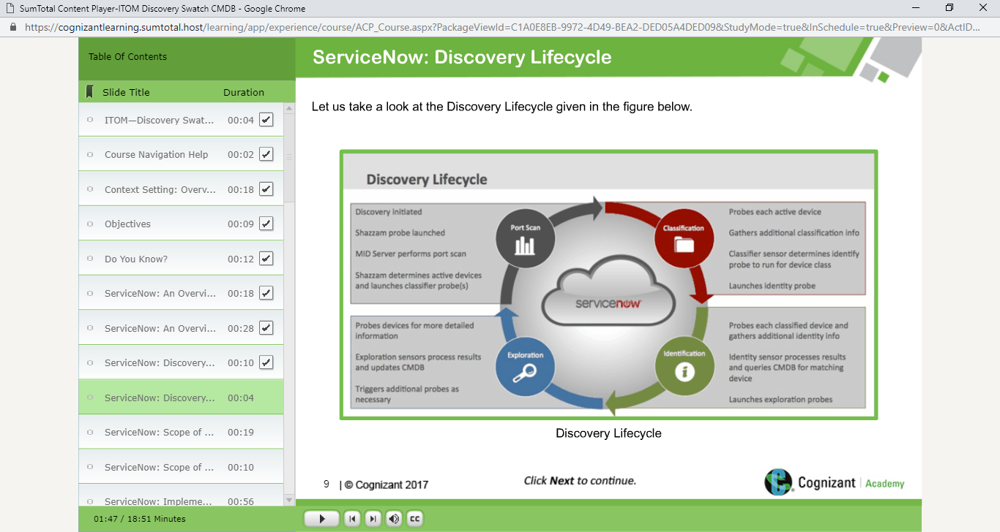 SumTotal Content Player-ITOM Discovery Swatch CMDB - Google Chrome
https://cognizantlearning.sumtotal.host/learning/app/experience/course/ACP_Course.aspx?PackageViewId=C1A0E8EB-9972-4D49-BEA2-DED05A4DED09&StudyMode=true&InSchedule=true&Preview=0&ActID...
Table Of Contents
Slide Title Duration
ITOM—Discovery Swat... 00:04
Course Navigation Help 00:02
Context Setting: Overv... 00:18
Objectives 00:09
Do You Know? 00:12
ServiceNow: An Overvi... 00:18
ServiceNow: An Overvi... 00:28
ServiceNow: Discovery... 00:10
ServiceNow: Discovery... 00:04
ServiceNow: Scope of ... 00:19
ServiceNow: Scope of ... 00:10
ServiceNow: Impleme... 00:56
01:47 / 18:51 Minutes
ServiceNow: Discovery Lifecycle
Let us take a look at the Discovery Lifecycle given in the figure below.
Discovery Lifecycle
Discovery initiated
Shazzam probe launched
MID Server performs port scan
Shazzam determines active devices
and launches classifier probe(s)
Port Scan
Classification
Probes each active device
Gathers additional classification info
Classifier sensor determines identify
probe to run for device class
Launches identity probe
servicenow
Probes devices for more detailed
information
Exploration sensors process results
and updates CMDB
Triggers additional probes as
necessary
Exploration
Identification
Probes each classified device and
gathers additional identity info
Identity sensor processes results
and queries CMDB for matching
device
Launches exploration probes
Discovery Lifecycle
9 | © Cognizant 2017
Click Next to continue.
Cognizant | Academy
CC